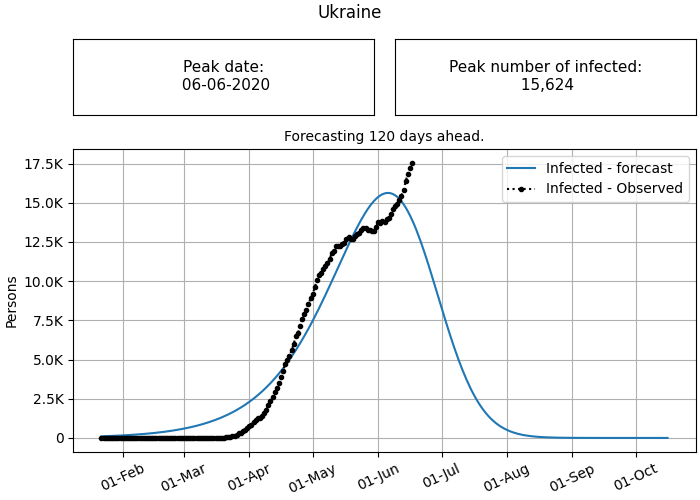 Ukraine
Peak date:
06-06-2020
Peak number of infected:
15,624
Forecasting 120 days ahead.
Infected - forecast
Infected - Observed
17.5K
15.0K
12.5K
10.0K
7.5K
5.0K
2.5K
0
Persons
01-Feb
01-Mar
01-Apr
01-May
01-Jun
01-Jul
01-Aug
01-Sep
01-Oct